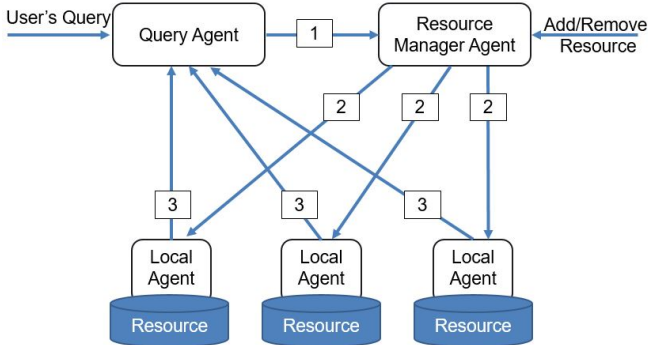 User's Query
Query Agent
1
Resource
Manager Agent
Add/Remove
Resource
2
2
2
3
3
3
Local
Agent
Local
Agent
Local
Agent
Resource
Resource
Resource